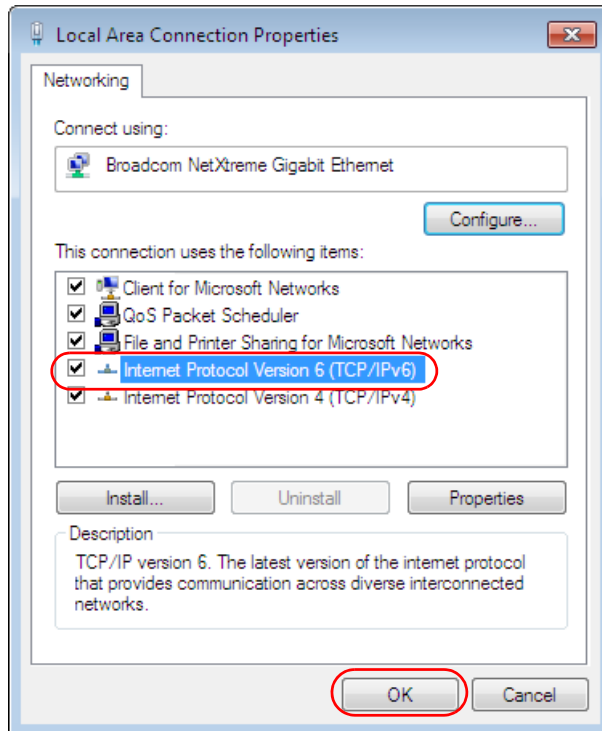 Local Area Connection Properties
Networking
Connect using:
Broadcom NetXtreme Gigabit Ethernet
Configure...
This connection uses the following items:
Client for Microsoft Networks
QoS Packet Scheduler
File and Printer Sharing for Microsoft Networks
Internet Protocol Version 6 (TCP/IPv6)
Internet Protocol Version 4 (TCP/IPv4)
Install... Uninstall Properties
Description
TCP/IP version 6. The latest version of the internet protocol
that provides communication across diverse interconnected
networks.
OK Cancel